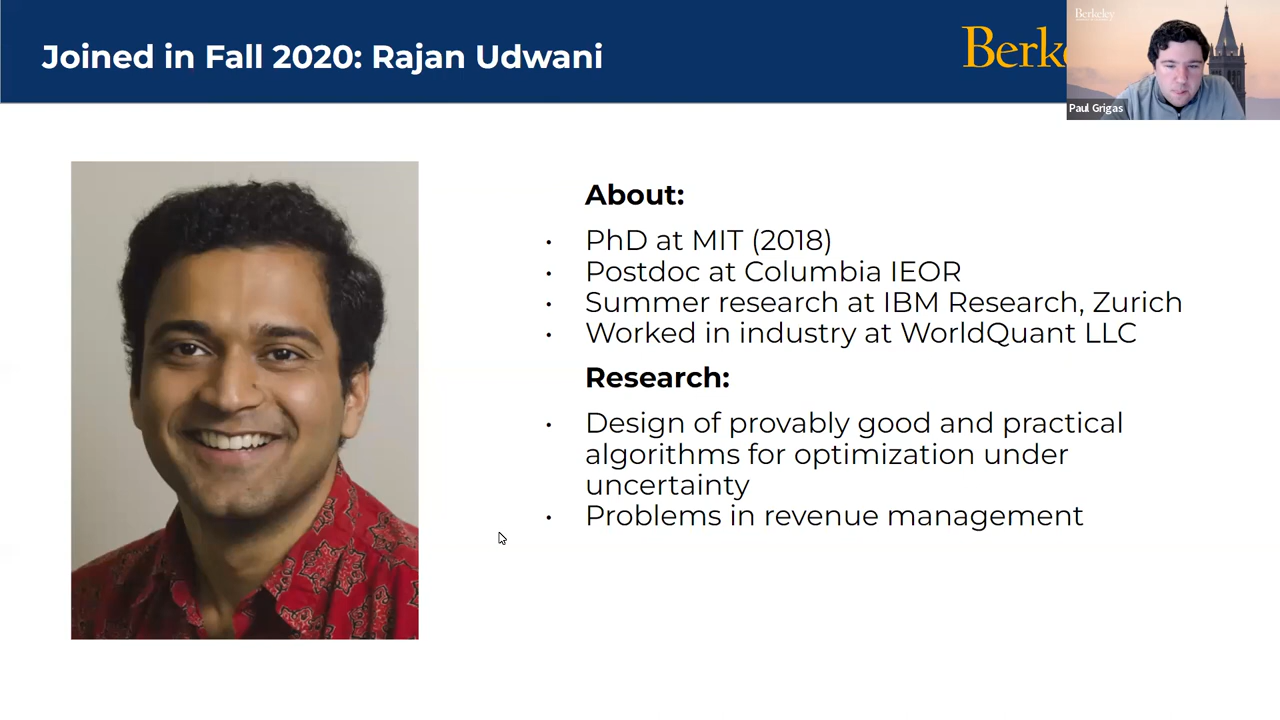 Joined in Fall 2020: Rajan Udwani
Berke
Berkeley
Paul Grigas
About:
• PhD at MIT (2018)
• Postdoc at Columbia IEOR
• Summer research at IBM Research, Zurich
• Worked in industry at WorldQuant LLC
Research:
• Design of provably good and practical
algorithms for optimization under
uncertainty
• Problems in revenue management